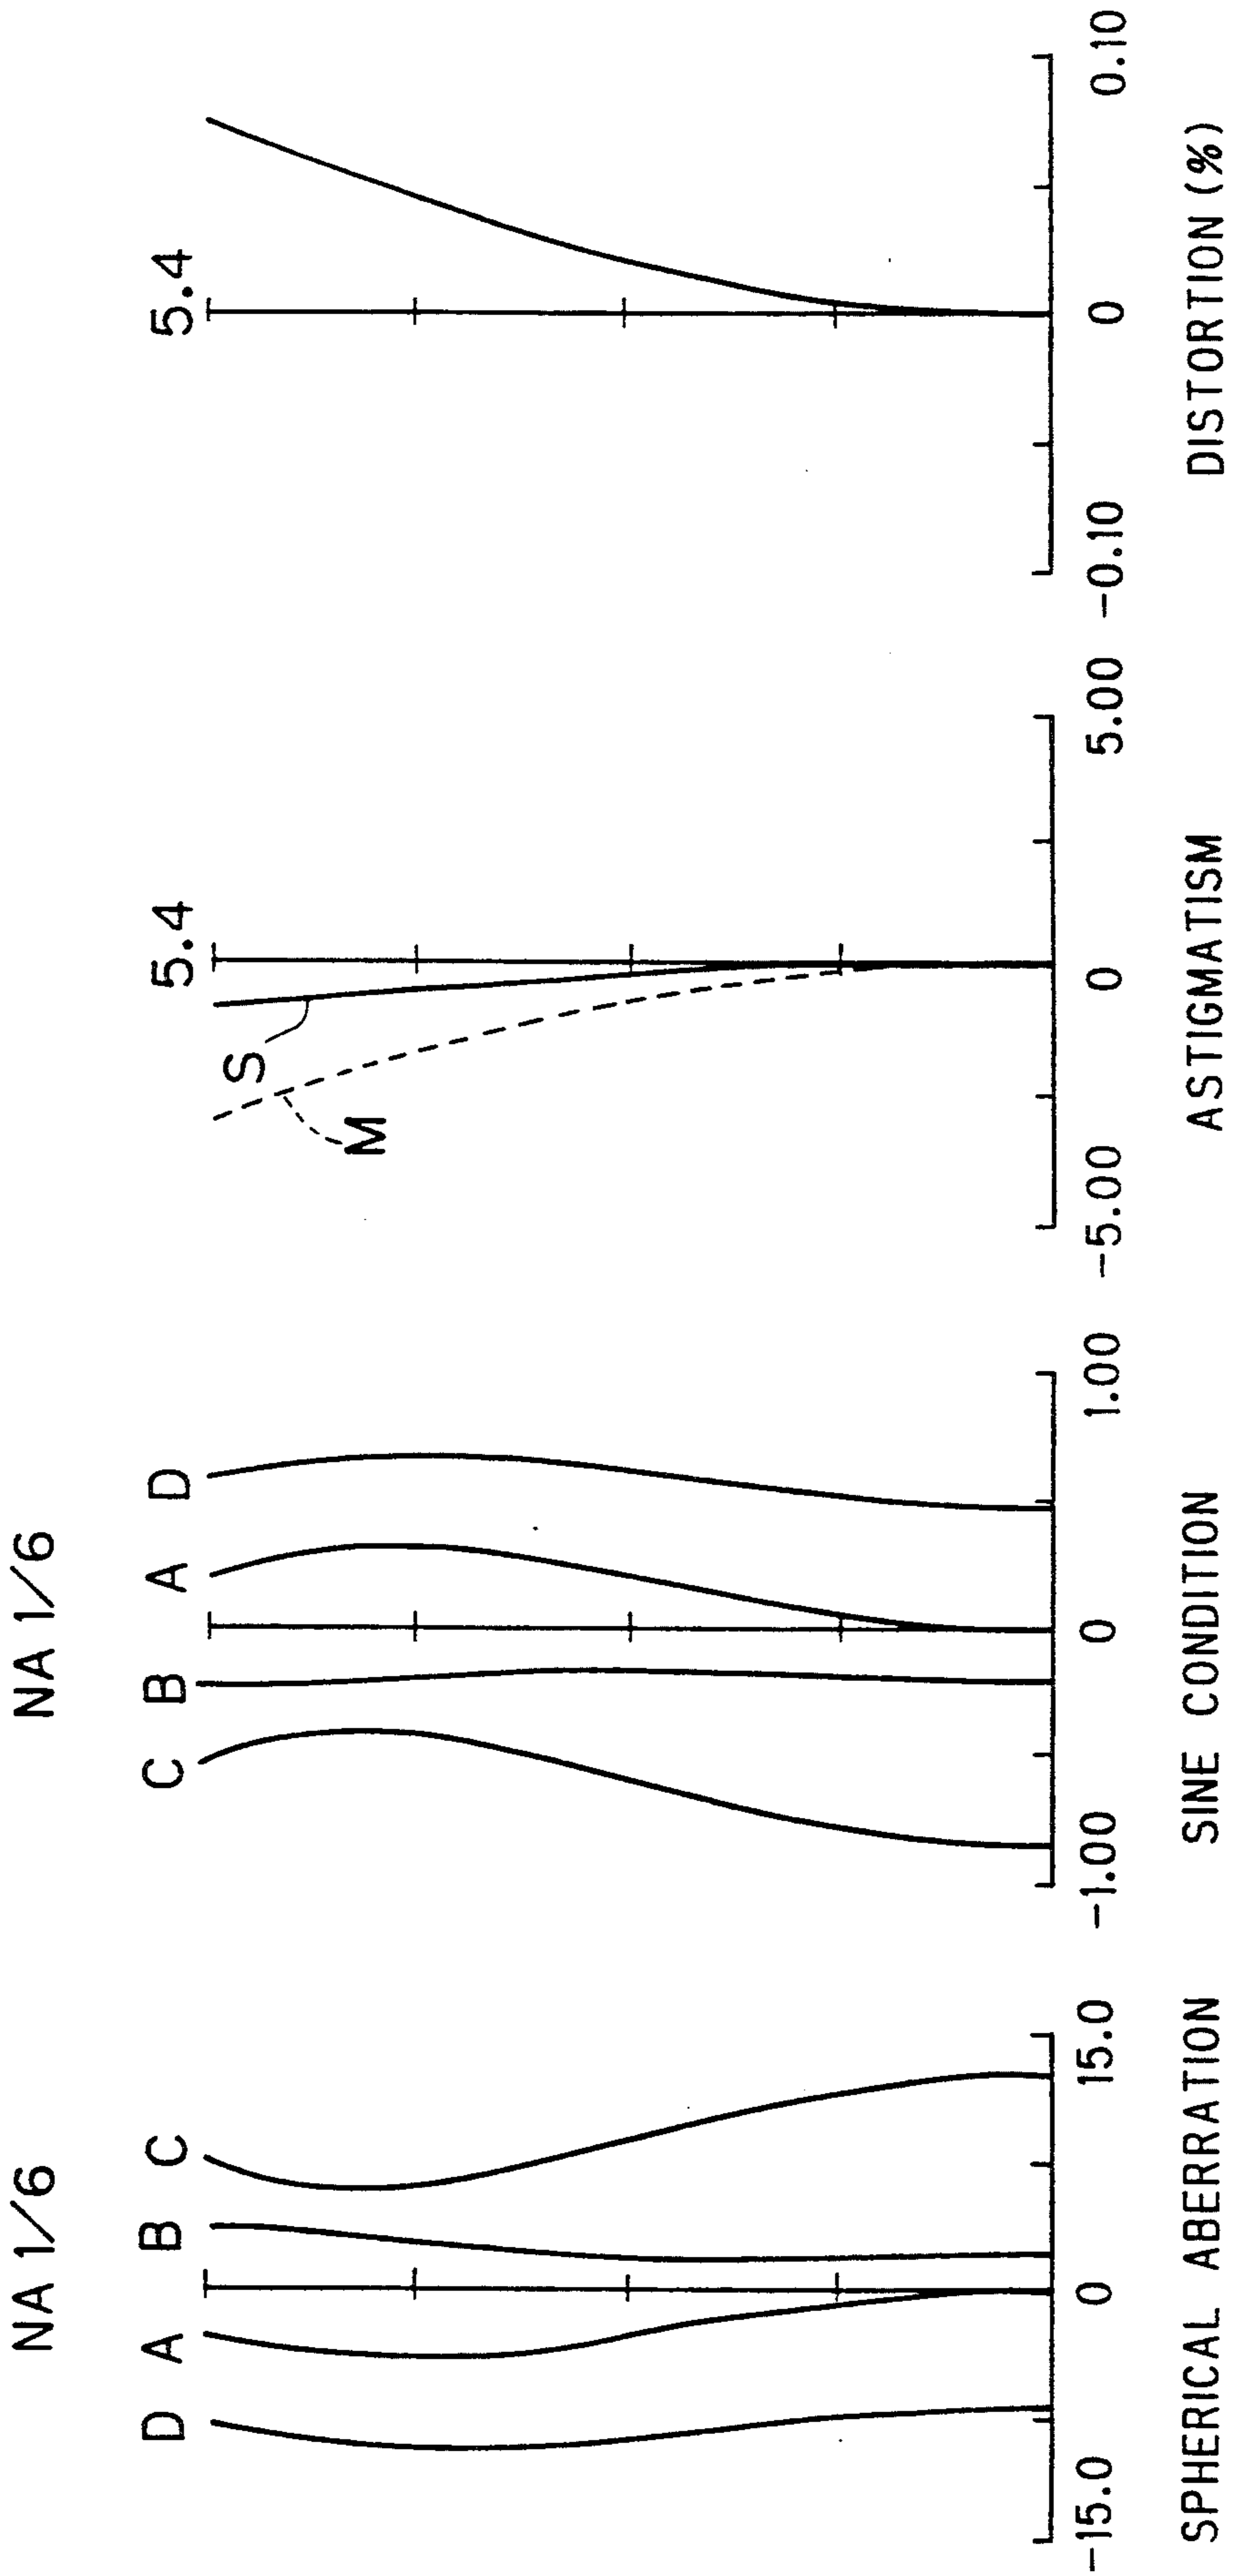 NA 1/6
D A B C
-15.0 0 15.0
SPHERICAL ABERRATION
NA 1/6
C B A D
-1.00 0 1.00
SINE CONDITION
5.4
S
M
-5.00 0 5.00
ASTIGMATISM
5.4
-0.10 0 0.10
DISTORTION (%)